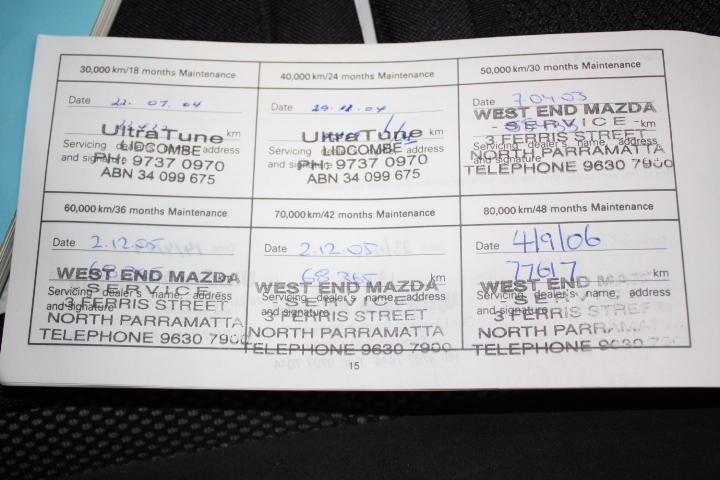 30,000 km/18 months Maintenance
Date 22. 07. 04
km
Servicing dealer's name, address
and signature
UltraTune
LIDCOMBE
PH: 9737 0970
ABN 34 099 675
40,000 km/24 months Maintenance
Date 29.12.04
km
Servicing dealer's name, address
and signature
UltraTune
LIDCOMBE
PH: 9737 0970
ABN 34 099 675
50,000 km/30 months Maintenance
Date
km
Servicing dealer's name, address
and signature
WEST END MAZDA
- SERVICE -
3 FERRIS STREET
NORTH PARRAMATTA
TELEPHONE 9630 7900
60,000 km/36 months Maintenance
Date 2.12.05
Servicing dealer's name, address
and signature
WEST END MAZDA
SERVICE
3 FERRIS STREET
NORTH PARRAMATTA
TELEPHONE 9630 7900
70,000 km/42 months Maintenance
Date 2.12.05
68 365 km
Servicing dealer's name, address
and signature
WEST END MAZDA
- SERVICE
3 FERRIS STREET
NORTH PARRAMATTA
TELEPHONE 9630 7900
80,000 km/48 months Maintenance
Date 4/9/06
77617 km
Servicing dealer's name, address
and signature
WEST END MAZDA
- SERVICE
3 FERRIS STREET
NORTH PARRAMATTA
TELEPHONE 9630 790
15